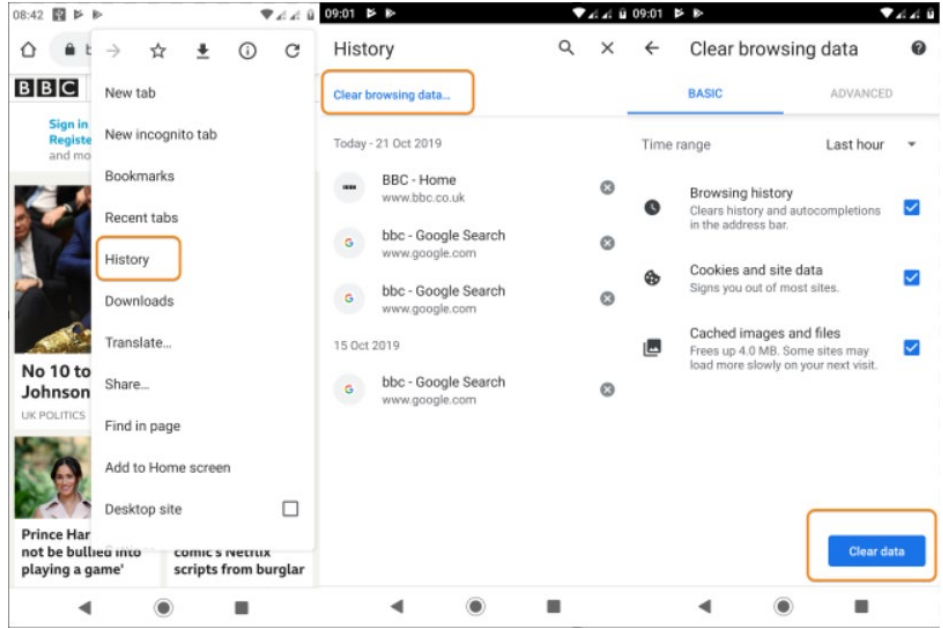 08:42
BBC
Sign in
Registe
and mo
No 10 to
Johnson
UK POLITICS
Prince Har
not be bullied into
playing a game'
comic's Netflix
scripts from burglar
New tab
New incognito tab
Bookmarks
Recent tabs
History
Downloads
Translate...
Share...
Find in page
Add to Home screen
Desktop site
09:01
History
Clear browsing data...
Today - 21 Oct 2019
BBC - Home
www.bbc.co.uk
bbc - Google Search
www.google.com
bbc - Google Search
www.google.com
15 Oct 2019
bbc - Google Search
www.google.com
09:01
Clear browsing data
BASIC
ADVANCED
Time range
Last hour
Browsing history
Clears history and autocompletions
in the address bar.
Cookies and site data
Signs you out of most sites.
Cached images and files
Frees up 4.0 MB. Some sites may
load more slowly on your next visit.
Clear data